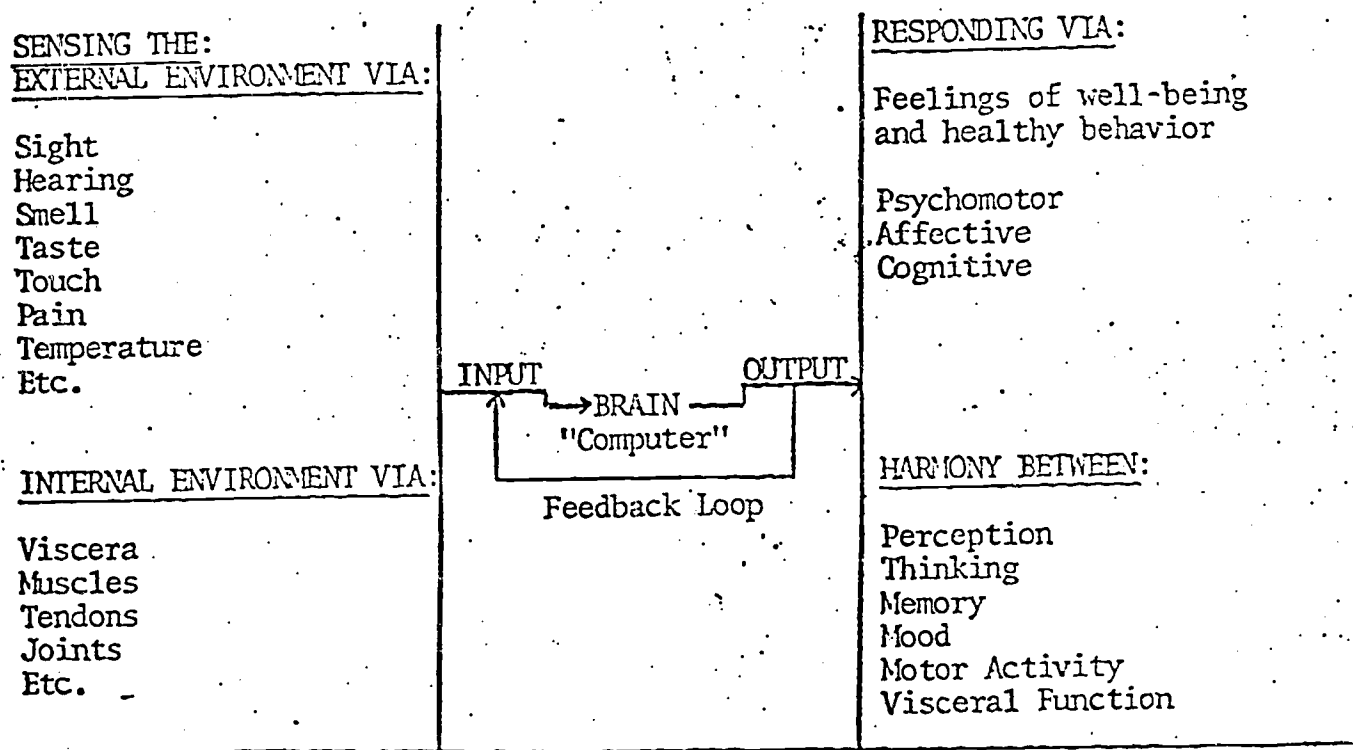 SENSING THE:
EXTERNAL ENVIRONMENT VIA:
Sight
Hearing
Smell
Taste
Touch
Pain
Temperature
Etc.
INTERNAL ENVIRONMENT VIA:
Viscera
Muscles
Tendons
Joints
Etc.
INPUT
BRAIN
"Computer"
OUTPUT
Feedback Loop
RESPONDING VIA:
Feelings of well-being
and healthy behavior
Psychomotor
Affective
Cognitive
HARMONY BETWEEN:
Perception
Thinking
Memory
Mood
Motor Activity
Visceral Function